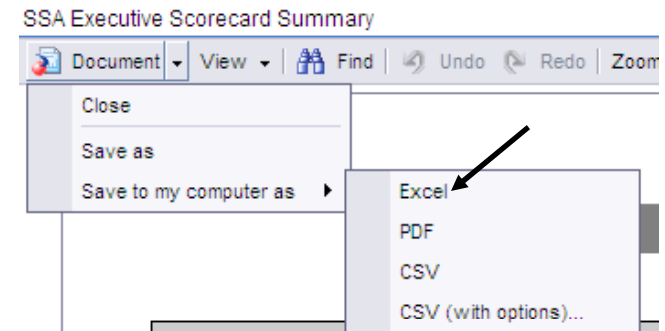 SSA Executive Scorecard Summary
Document View Find Undo Redo Zoom
Close
Save as
Save to my computer as
Excel
PDF
CSV
CSV (with options)...